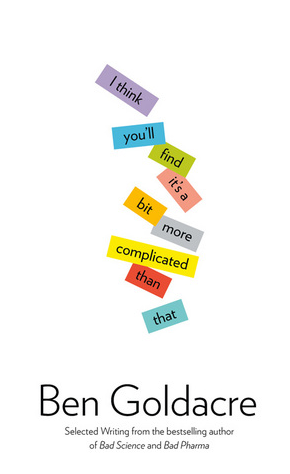 I think
you'll
find
it's a
bit
more
complicated
than
that
Ben Goldacre
Selected Writing from the bestselling author
of Bad Science and Bad Pharma